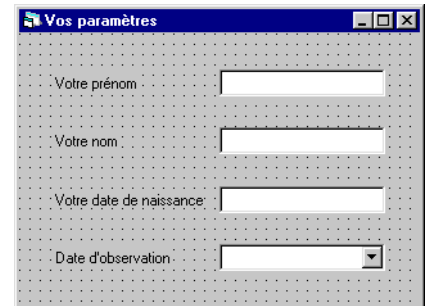 Vos paramètres
Votre prénom
Votre nom
Votre date de naissance
Date d'observation